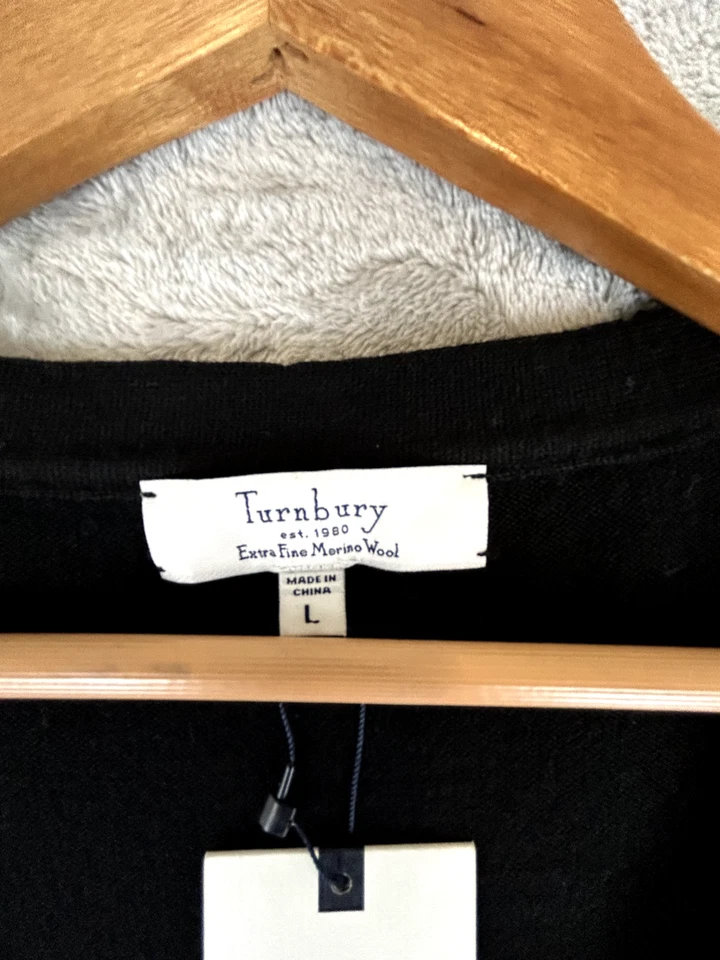 Turnbury
est. 1980
Extra Fine Merino Wool
MADE IN
CHINA
L